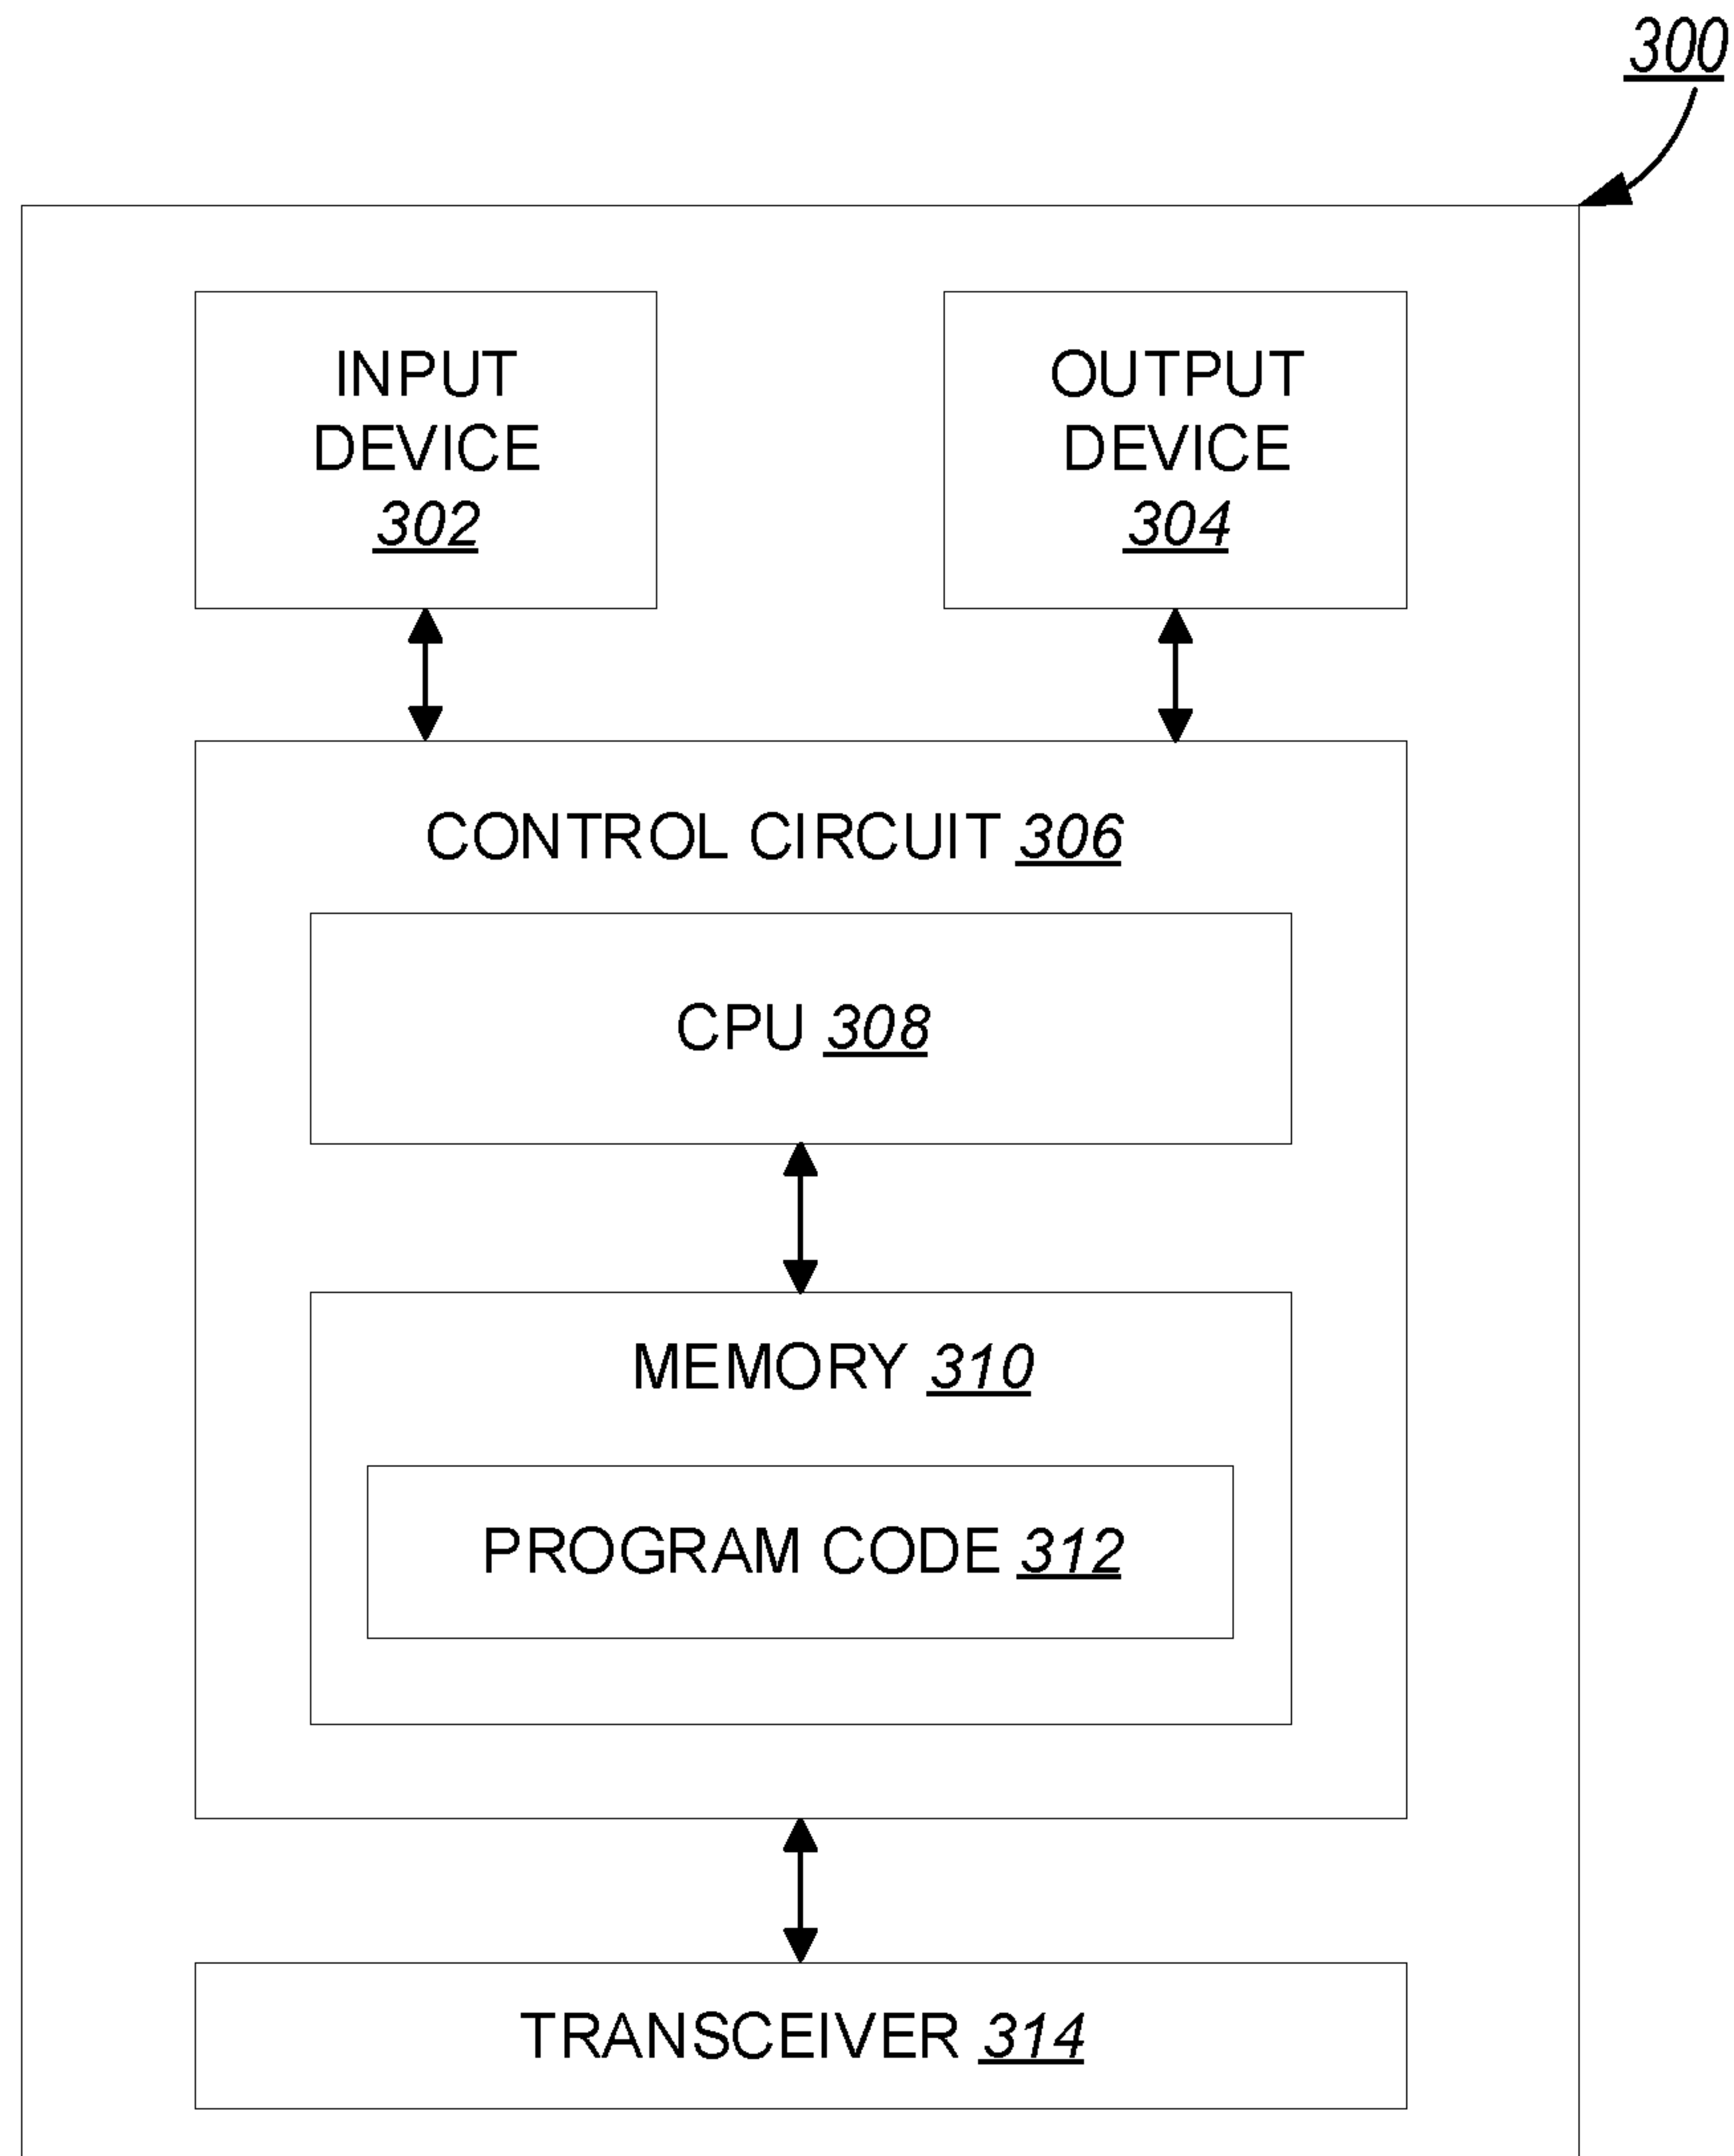 300
INPUT
DEVICE
302
OUTPUT
DEVICE
304
CONTROL CIRCUIT 306
CPU 308
MEMORY 310
PROGRAM CODE 312
TRANSCEIVER 314